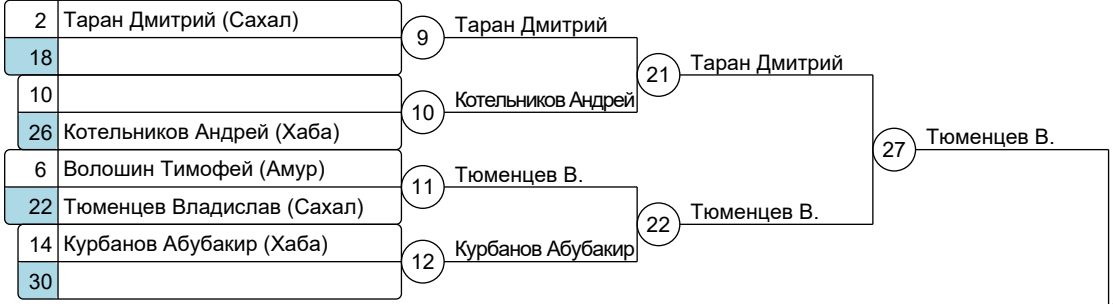 2 Таран Дмитрий (Сахал)
18
10
26 Котельников Андрей (Хаба)
6 Волошин Тимофей (Амур)
22 Тюменцев Владислав (Сахал)
14 Курбанов Абубакир (Хаба)
30
9 Таран Дмитрий
10 Котельников Андрей
11 Тюменцев В.
12 Курбанов Абубакир
21 Таран Дмитрий
22 Тюменцев В.
27 Тюменцев В.